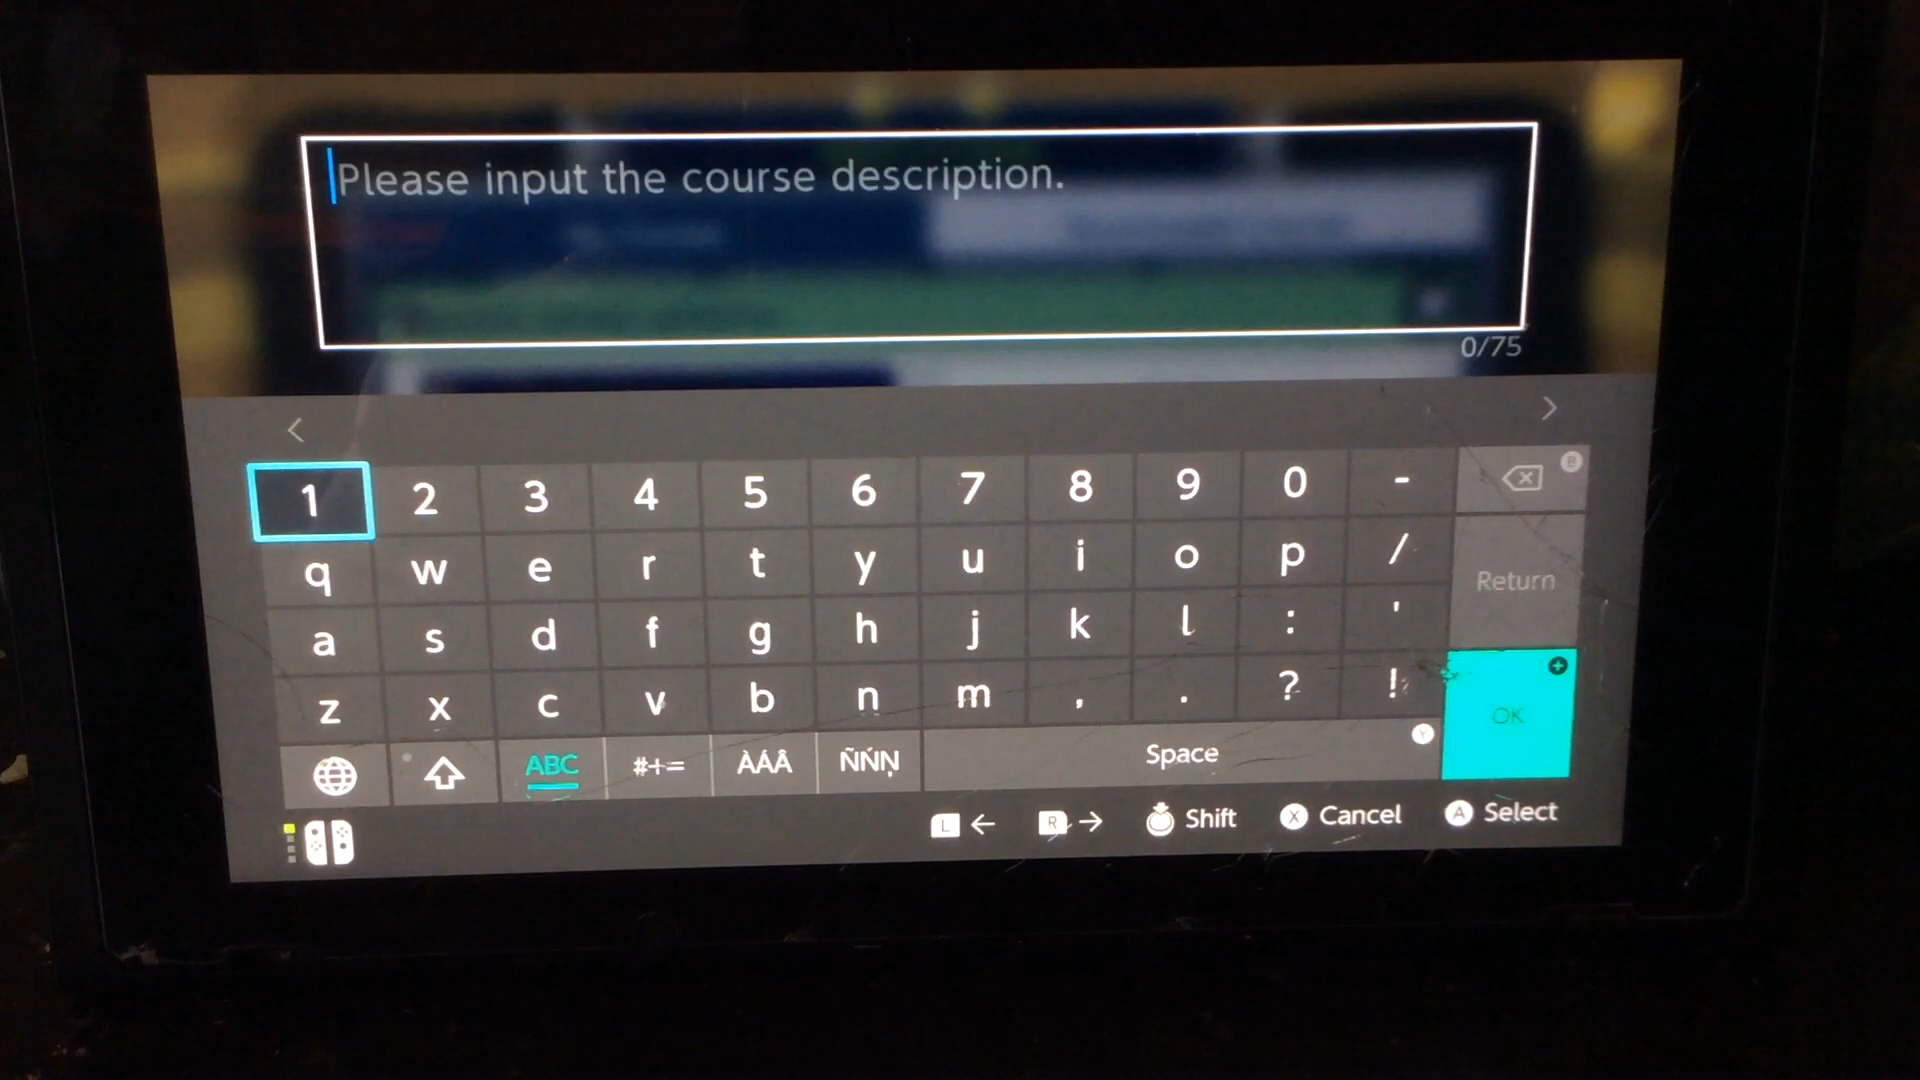 Please input the course description.
0/75
1 2 3 4 5 6 7 8 9 0 -
q w e r t y u i o p /
Return
a s d f g h j k l : '
z x c v b n m , . ? !
OK
ABC #+= ÀÁÂ ÑŃŅ Space
L ← R → Shift X Cancel A Select